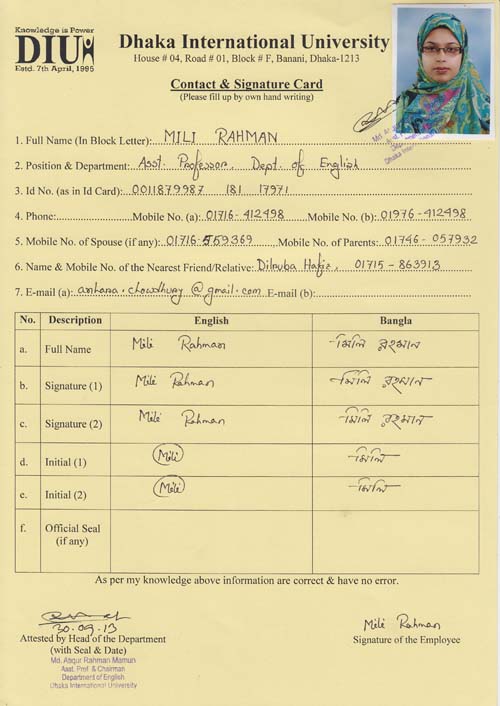 Knowledge is Power
DIU
Estd. 7th April, 1995
Dhaka International University
House # 04, Road # 01, Block # F, Banani, Dhaka-1213
Contact & Signature Card
(Please fill up by own hand writing)
1. Full Name (In Block Letter): MILI RAHMAN
2. Position & Department: Asst. Professor, Dept. of English
3. Id No. (as in Id Card): 0011879987 181 17971
4. Phone: Mobile No. (a): 01716-412498 Mobile No. (b): 01976-412498
5. Mobile No. of Spouse (if any): 01716-559369 Mobile No. of Parents: 01746-057932
6. Name & Mobile No. of the Nearest Friend/Relative: Dilruba Hafiz, 01715-863913
7. E-mail (a): anhara.chowdhury@gmail.com E-mail (b):
No. Description English Bangla
a. Full Name Mili Rahman মিলি রহমান
b. Signature (1) Mili Rahman মিলি রহমান
c. Signature (2) Mili Rahman মিলি রহমান
d. Initial (1) Mili মিলি
e. Initial (2) Mili মিলি
f. Official Seal
(if any)
As per my knowledge above information are correct & have no error.
30.09.13
Mili Rahman
Attested by Head of the Department
Signature of the Employee
(with Seal & Date)
Md. Ataur Rahman Mamun
Asst. Prof. & Chairman
Department of English
Dhaka International University